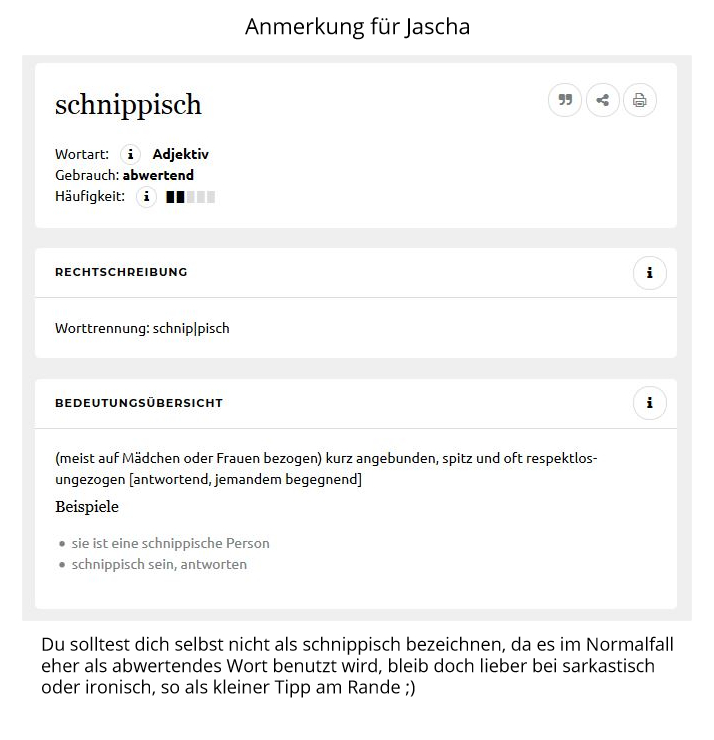 Anmerkung für Jascha
schnippisch
Wortart: i Adjektiv
Gebrauch: abwertend
Häufigkeit: i
RECHTSCHREIBUNG i
Worttrennung: schnip|pisch
BEDEUTUNGSÜBERSICHT i
(meist auf Mädchen oder Frauen bezogen) kurz angebunden, spitz und oft respektlos-
ungezogen [antwortend, jemandem begegnend]
Beispiele
• sie ist eine schnippische Person
• schnippisch sein, antworten
Du solltest dich selbst nicht als schnippisch bezeichnen, da es im Normalfall
eher als abwertendes Wort benutzt wird, bleib doch lieber bei sarkastisch
oder ironisch, so als kleiner Tipp am Rande ;)